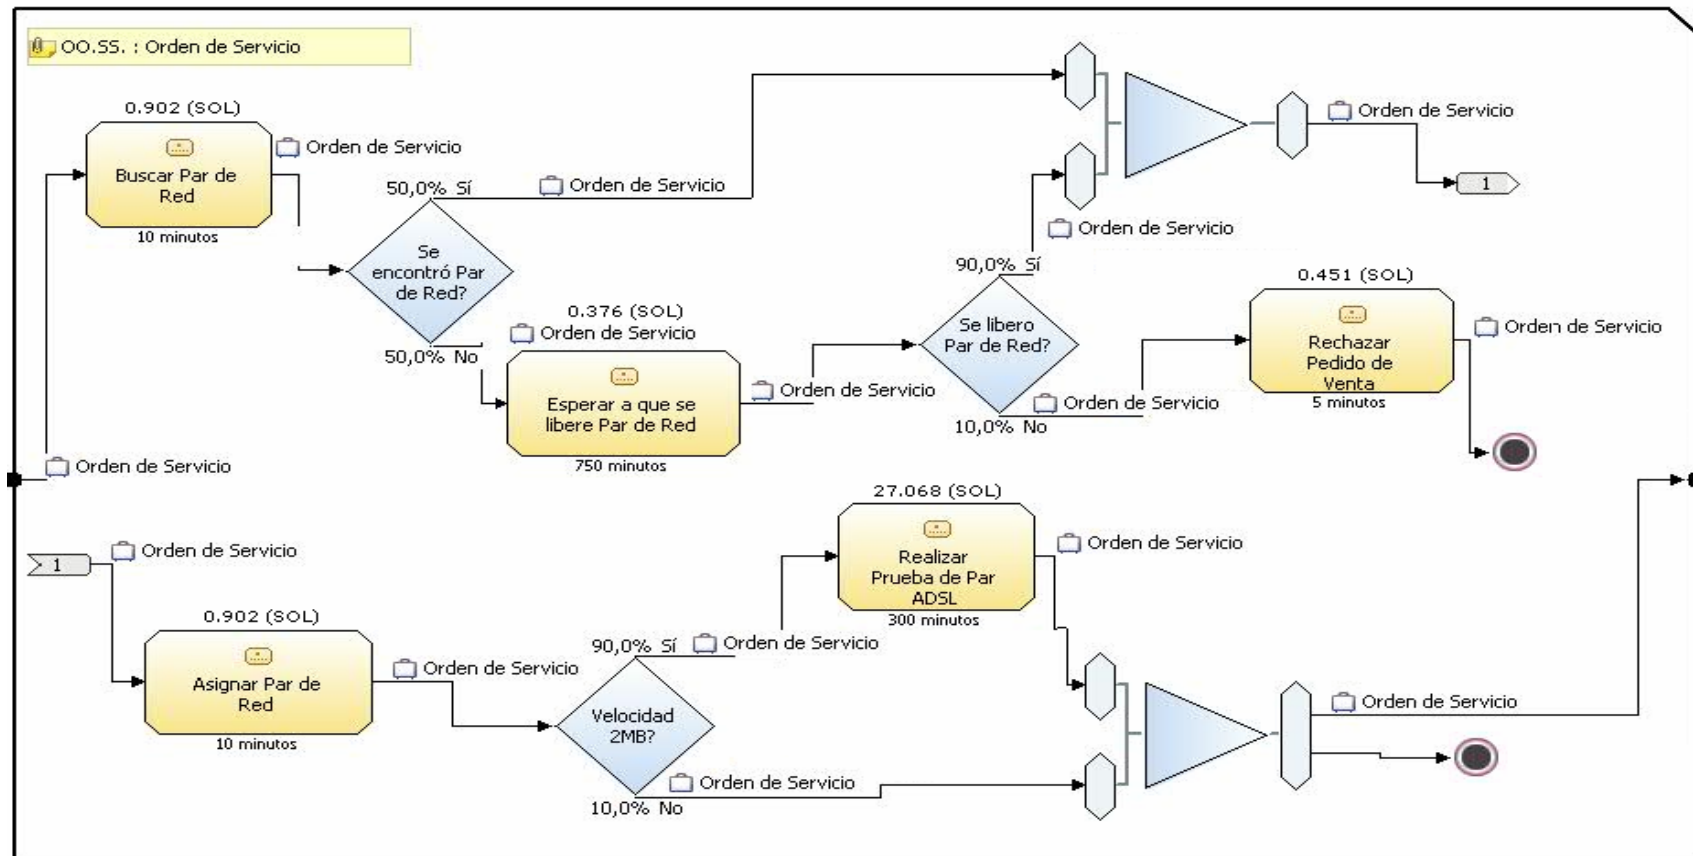 OO.SS. : Orden de Servicio
0.902 (SOL)
Buscar Par de
Red
10 minutos
Orden de Servicio
50,0% Sí
Orden de Servicio
Se
encontró Par
de Red?
50,0% No
0.376 (SOL)
Orden de Servicio
Esperar a que se
libere Par de Red
750 minutos
Orden de Servicio
Orden de Servicio
90,0% Sí
Se libero
Par de Red?
10,0% No
Orden de Servicio
Orden de Servicio
1
0.451 (SOL)
Rechazar
Pedido de
Venta
5 minutos
Orden de Servicio
Orden de Servicio
1
Orden de Servicio
0.902 (SOL)
Asignar Par de
Red
10 minutos
Orden de Servicio
90,0% Sí
Orden de Servicio
Velocidad
2MB?
10,0% No
Orden de Servicio
27.068 (SOL)
Realizar
Prueba de Par
ADSL
300 minutos
Orden de Servicio
Orden de Servicio